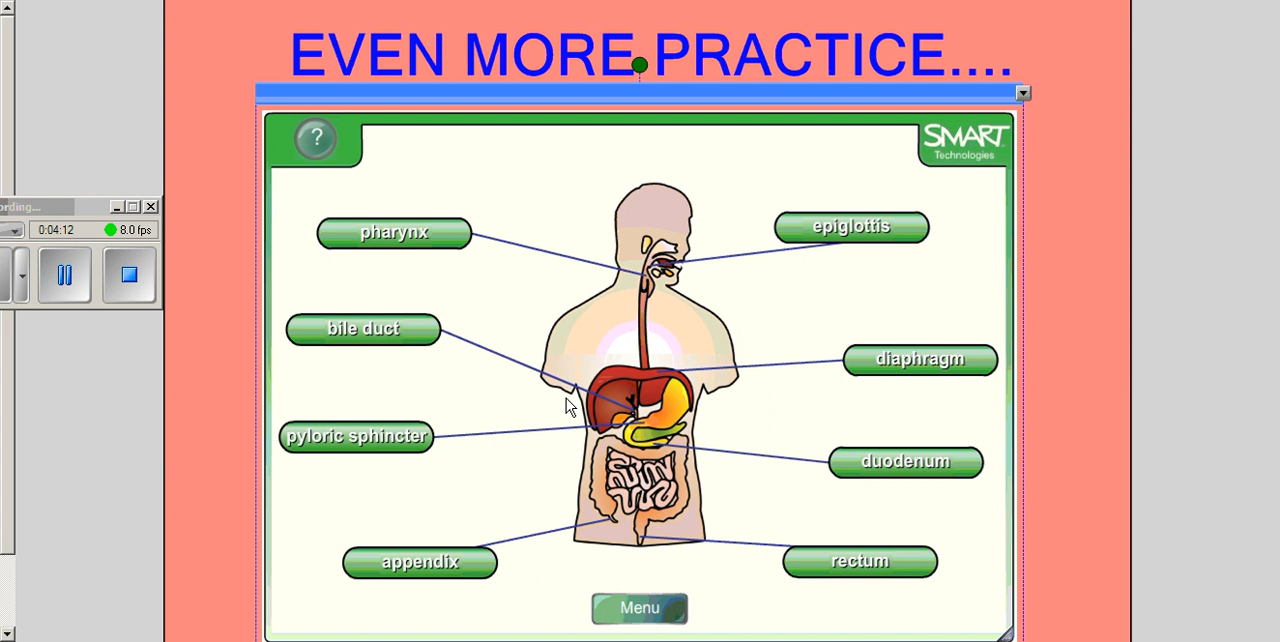 EVEN MORE PRACTICE....
?
SMART
Technologies
ording...
0:04:12
8.0 fps
pharynx
epiglottis
bile duct
diaphragm
pyloric sphincter
duodenum
appendix
rectum
Menu